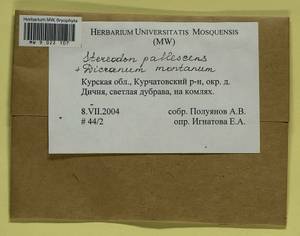 Herbarium MW, Bryophyta
MW 9 022 107
HERBARIUM UNIVERSITATIS MOSQUENSIS
(MW)
Stereodon pallescens
+ Dicranum montanum
Курская обл., Курчатовский р-н, окр. д.
Дичня, светлая дубрава, на комлях.
8.VII.2004 собр. Полуянов А.В.
# 44/2 опр. Игнатова Е.А.